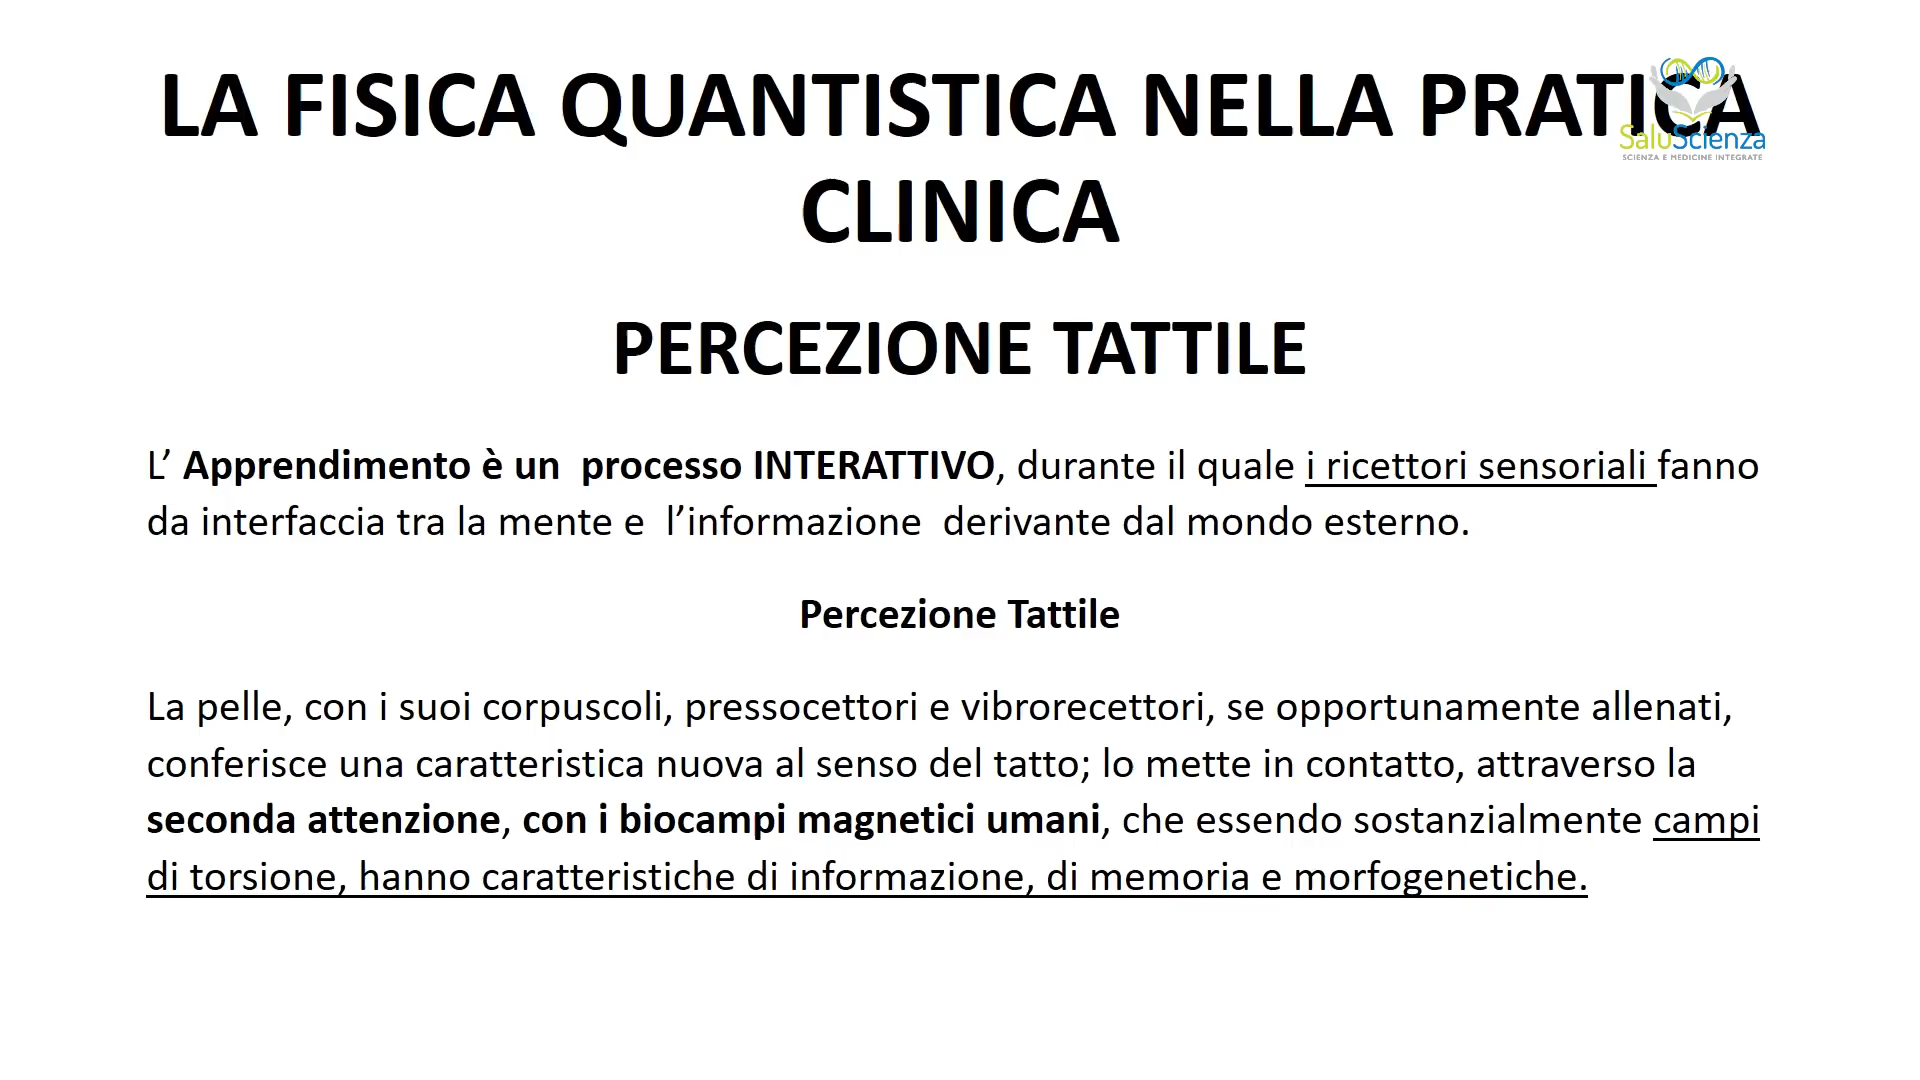 LA FISICA QUANTISTICA NELLA PRATICA
CLINICA
SaluScienza
SCIENZA E MEDICINE INTEGRATE
PERCEZIONE TATTILE
L’ Apprendimento è un  processo INTERATTIVO, durante il quale i ricettori sensoriali fanno
da interfaccia tra la mente e  l’informazione  derivante dal mondo esterno.
Percezione Tattile
La pelle, con i suoi corpuscoli, pressocettori e vibrorecettori, se opportunamente allenati,
conferisce una caratteristica nuova al senso del tatto; lo mette in contatto, attraverso la
seconda attenzione, con i biocampi magnetici umani, che essendo sostanzialmente campi
di torsione, hanno caratteristiche di informazione, di memoria e morfogenetiche.